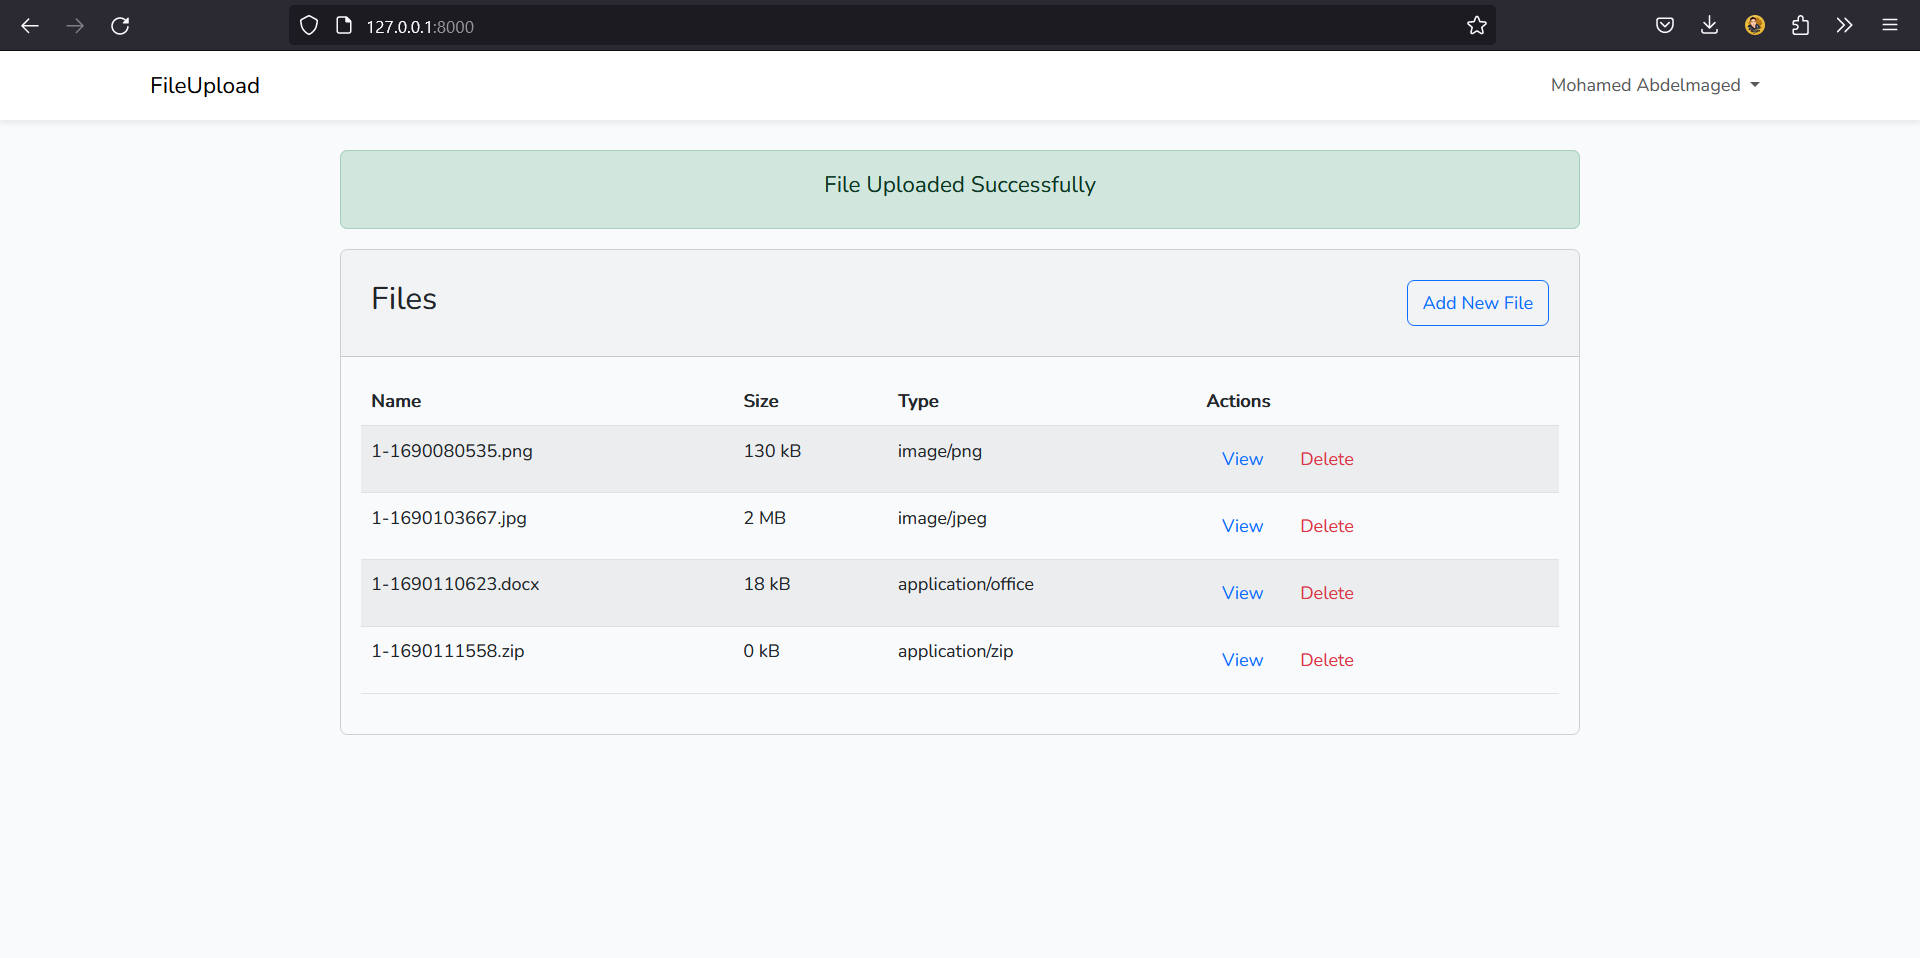 127.0.0.1:8000
FileUpload Mohamed Abdelmaged
File Uploaded Successfully
Files Add New File
Name Size Type Actions
1-1690080535.png 130 kB image/png View Delete
1-1690103667.jpg 2 MB image/jpeg View Delete
1-1690110623.docx 18 kB application/office View Delete
1-1690111558.zip 0 kB application/zip View Delete